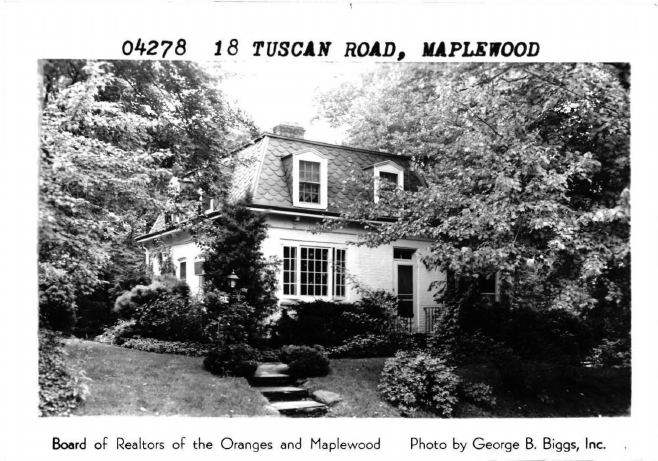 04278 18 TUSCAN ROAD, MAPLEWOOD
Board of Realtors of the Oranges and Maplewood Photo by George B. Biggs, Inc.